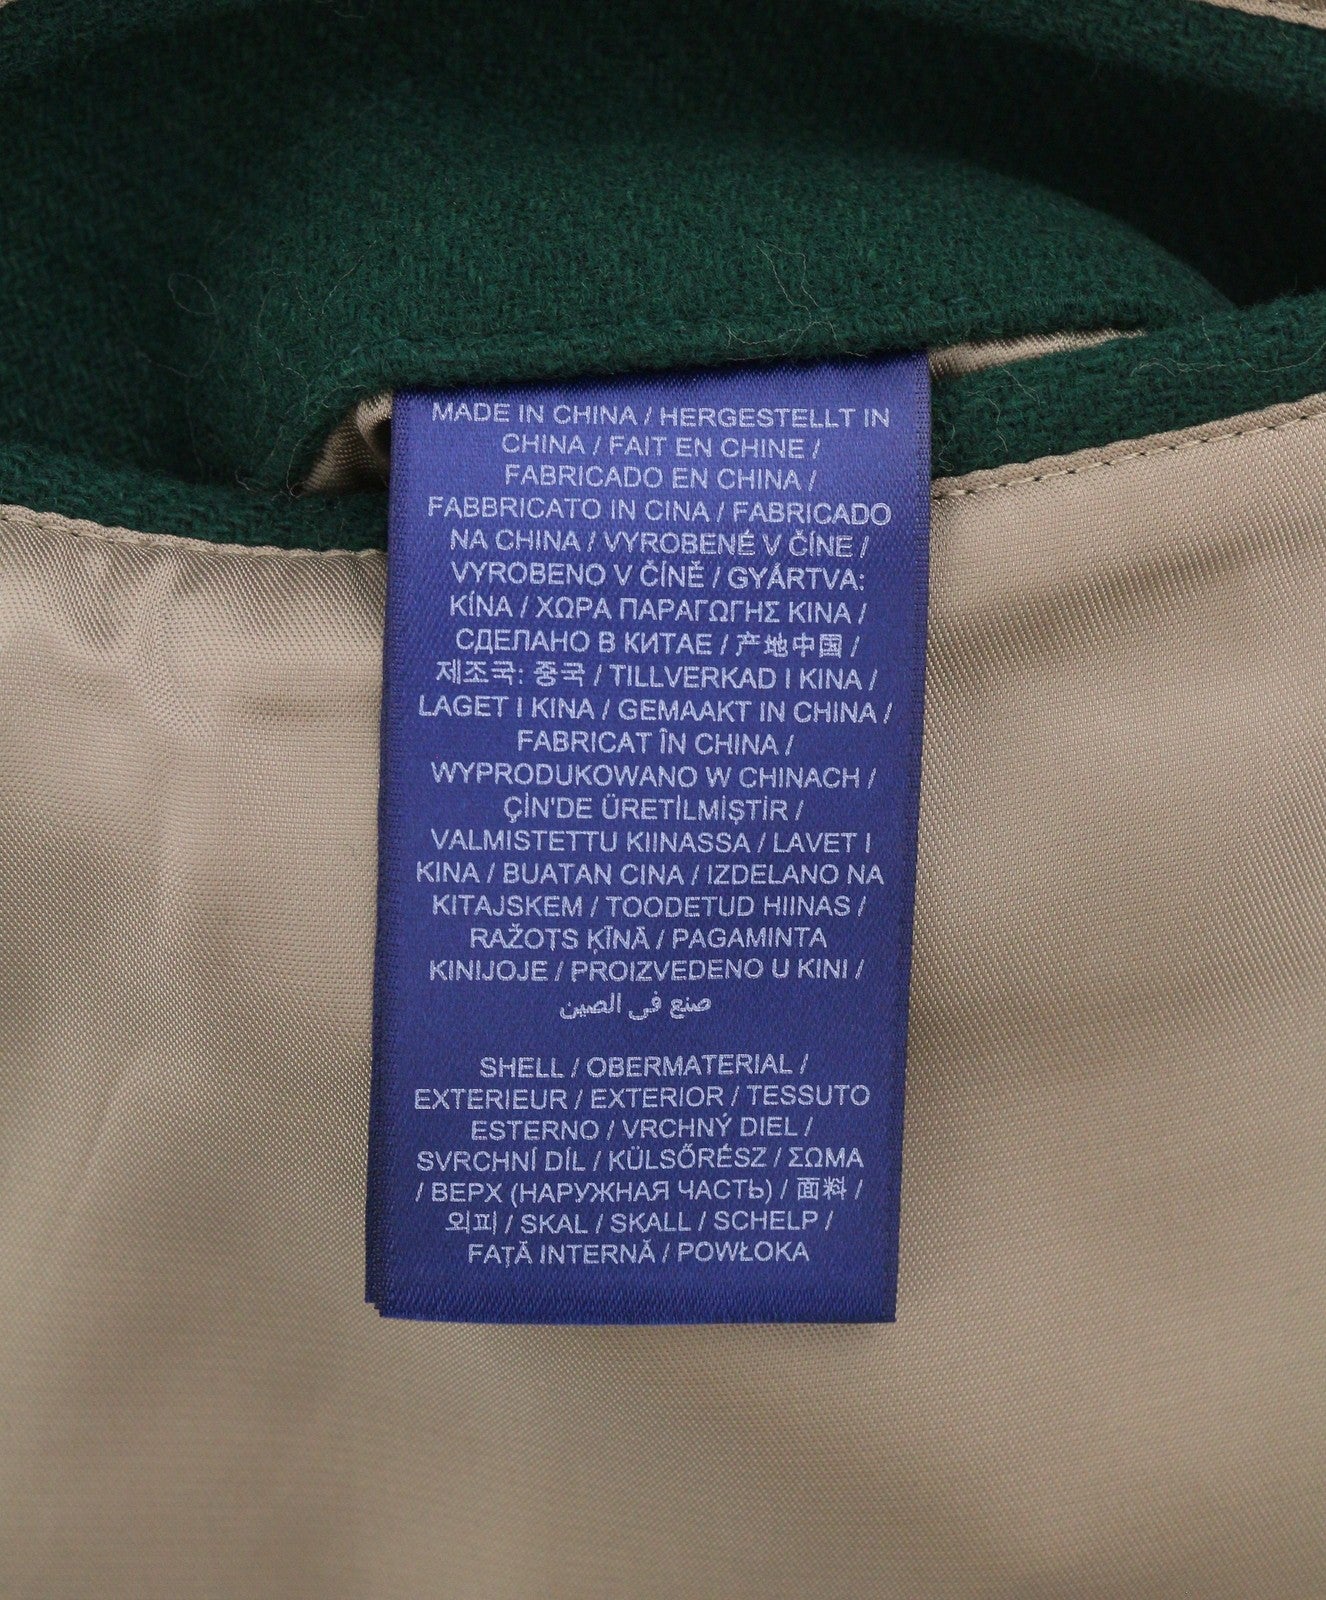 MADE IN CHINA / HERGESTELLT IN
CHINA / FAIT EN CHINE /
FABRICADO EN CHINA /
FABBRICATO IN CINA / FABRICADO
NA CHINA / VYROBENÉ V ČÍNE /
VYROBENO V ČÍNĚ / GYÁRTVA:
KÍNA / ΧΩΡΑ ΠΑΡΑΓΩΓΗΣ ΚΙΝΑ /
СДЕЛАНО В КИТАЕ / 产地中国 /
제조국: 중국 / TILLVERKAD I KINA /
LAGET I KINA / GEMAAKT IN CHINA /
FABRICAT ÎN CHINA /
WYPRODUKOWANO W CHINACH /
ÇİN'DE ÜRETİLMİŞTİR /
VALMISTETTU KIINASSA / LAVET I
KINA / BUATAN CINA / IZDELANO NA
KITAJSKEM / TOODETUD HIINAS /
RAŽOTS ĶĪNĀ / PAGAMINTA
KINIJOJE / PROIZVEDENO U KINI /
صنع في الصين
SHELL / OBERMATERIAL /
EXTERIEUR / EXTERIOR / TESSUTO
ESTERNO / VRCHNÝ DIEL /
SVRCHNÍ DÍL / KÜLSŐRÉSZ / ΣΩΜΑ
/ ВЕРХ (НАРУЖНАЯ ЧАСТЬ) / 面料 /
외피 / SKAL / SKALL / SCHELP /
FAŢĂ INTERNĂ / POWŁOKA